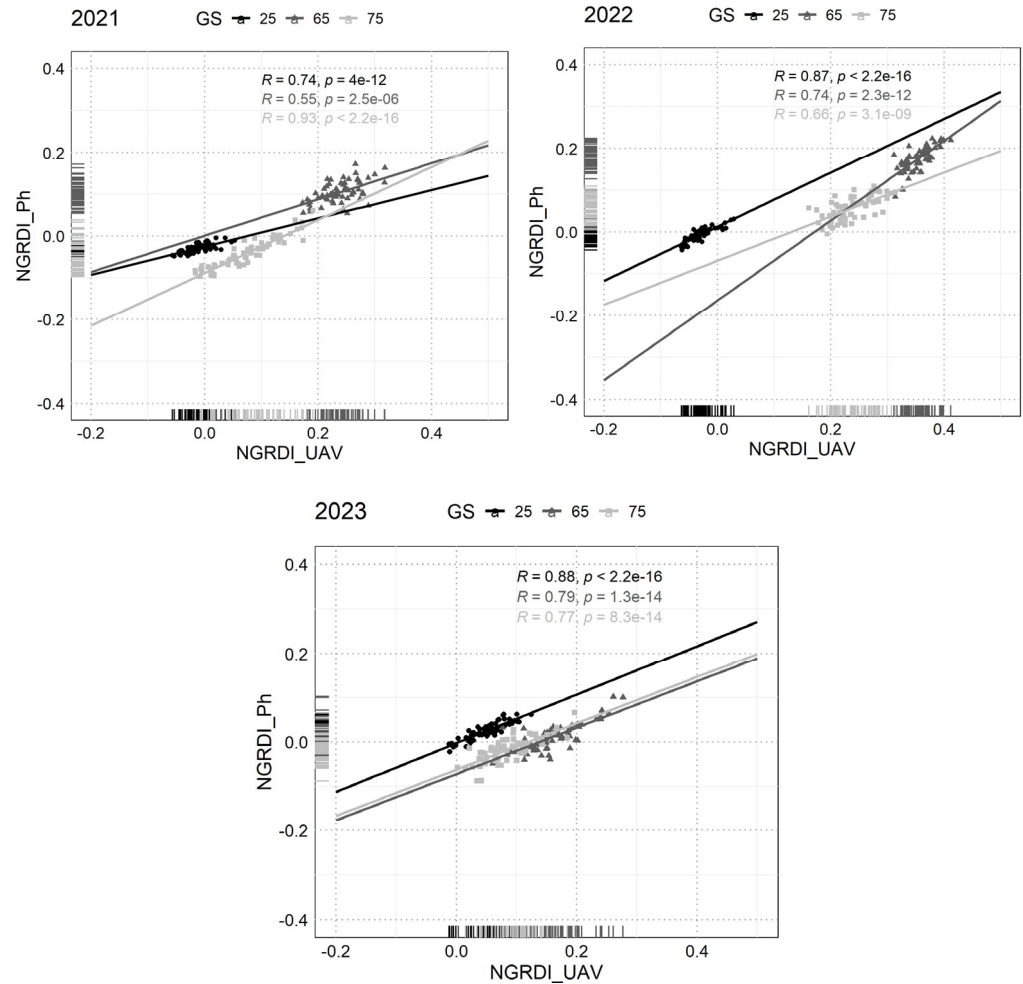 2021 GS a 25 a 65 a 75
R = 0.74, p = 4e-12
R = 0.55, p = 2.5e-06
R = 0.93, p < 2.2e-16
0.4
0.2
0.0
-0.2
-0.4
NGRDI_Ph
-0.2 0.0 0.2 0.4
NGRDI_UAV
2022 GS a 25 a 65 a 75
R = 0.87, p < 2.2e-16
R = 0.74, p = 2.3e-12
R = 0.66, p = 3.1e-09
0.4
0.2
0.0
-0.2
-0.4
NGRDI_Ph
-0.2 0.0 0.2 0.4
NGRDI_UAV
2023 GS a 25 a 65 a 75
R = 0.88, p < 2.2e-16
R = 0.79, p = 1.3e-14
R = 0.77, p = 8.3e-14
0.4
0.2
0.0
-0.2
-0.4
NGRDI_Ph
-0.2 0.0 0.2 0.4
NGRDI_UAV